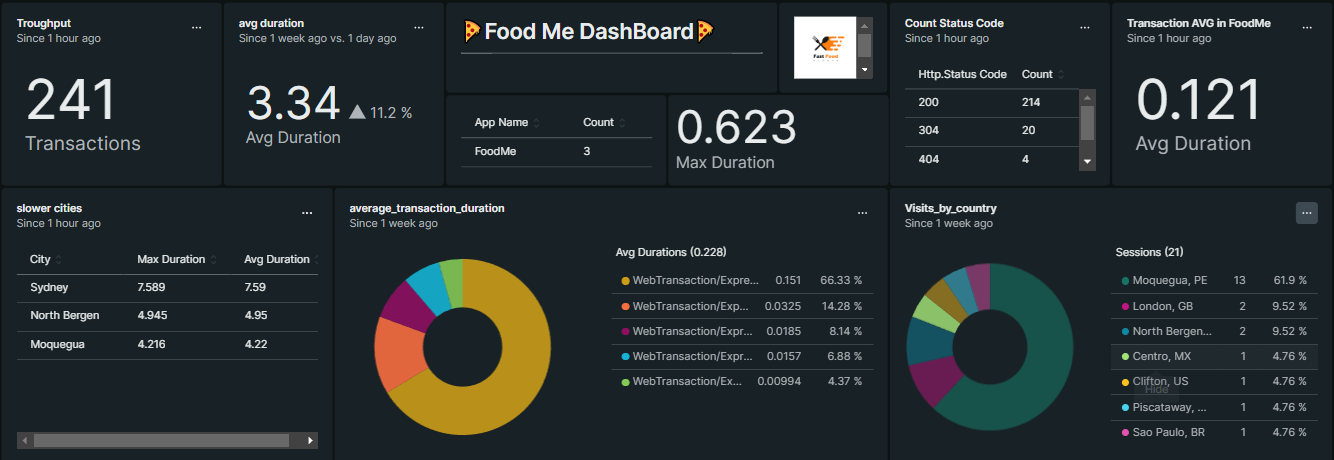 Troughput
...
Since 1 hour ago
241
Transactions
avg duration
...
Since 1 week ago vs. 1 day ago
3.34 ▲ 11.2 %
Avg Duration
🍕Food Me DashBoard🍕
Fast Food
App Name Count
FoodMe 3
0.623
Max Duration
Count Status Code
...
Since 1 hour ago
Http.Status Code Count
200 214
304 20
404 4
Transaction AVG in FoodMe
...
Since 1 hour ago
0.121
Avg Duration
slower cities
...
Since 1 hour ago
City Max Duration Avg Duration
Sydney 7.589 7.59
North Bergen 4.945 4.95
Moquegua 4.216 4.22
average_transaction_duration
...
Since 1 week ago
Avg Durations (0.228)
WebTransaction/Expre... 0.151 66.33 %
WebTransaction/Expr... 0.0325 14.28 %
WebTransaction/Expr... 0.0185 8.14 %
WebTransaction/Expr... 0.0157 6.88 %
WebTransaction/Ex... 0.00994 4.37 %
Visits_by_country
...
Since 1 week ago
Sessions (21)
Moquegua, PE 13 61.9 %
London, GB 2 9.52 %
North Bergen... 2 9.52 %
Centro, MX 1 4.76 %
Clifton, US 1 4.76 %
Hide
Piscataway, ... 1 4.76 %
Sao Paulo, BR 1 4.76 %